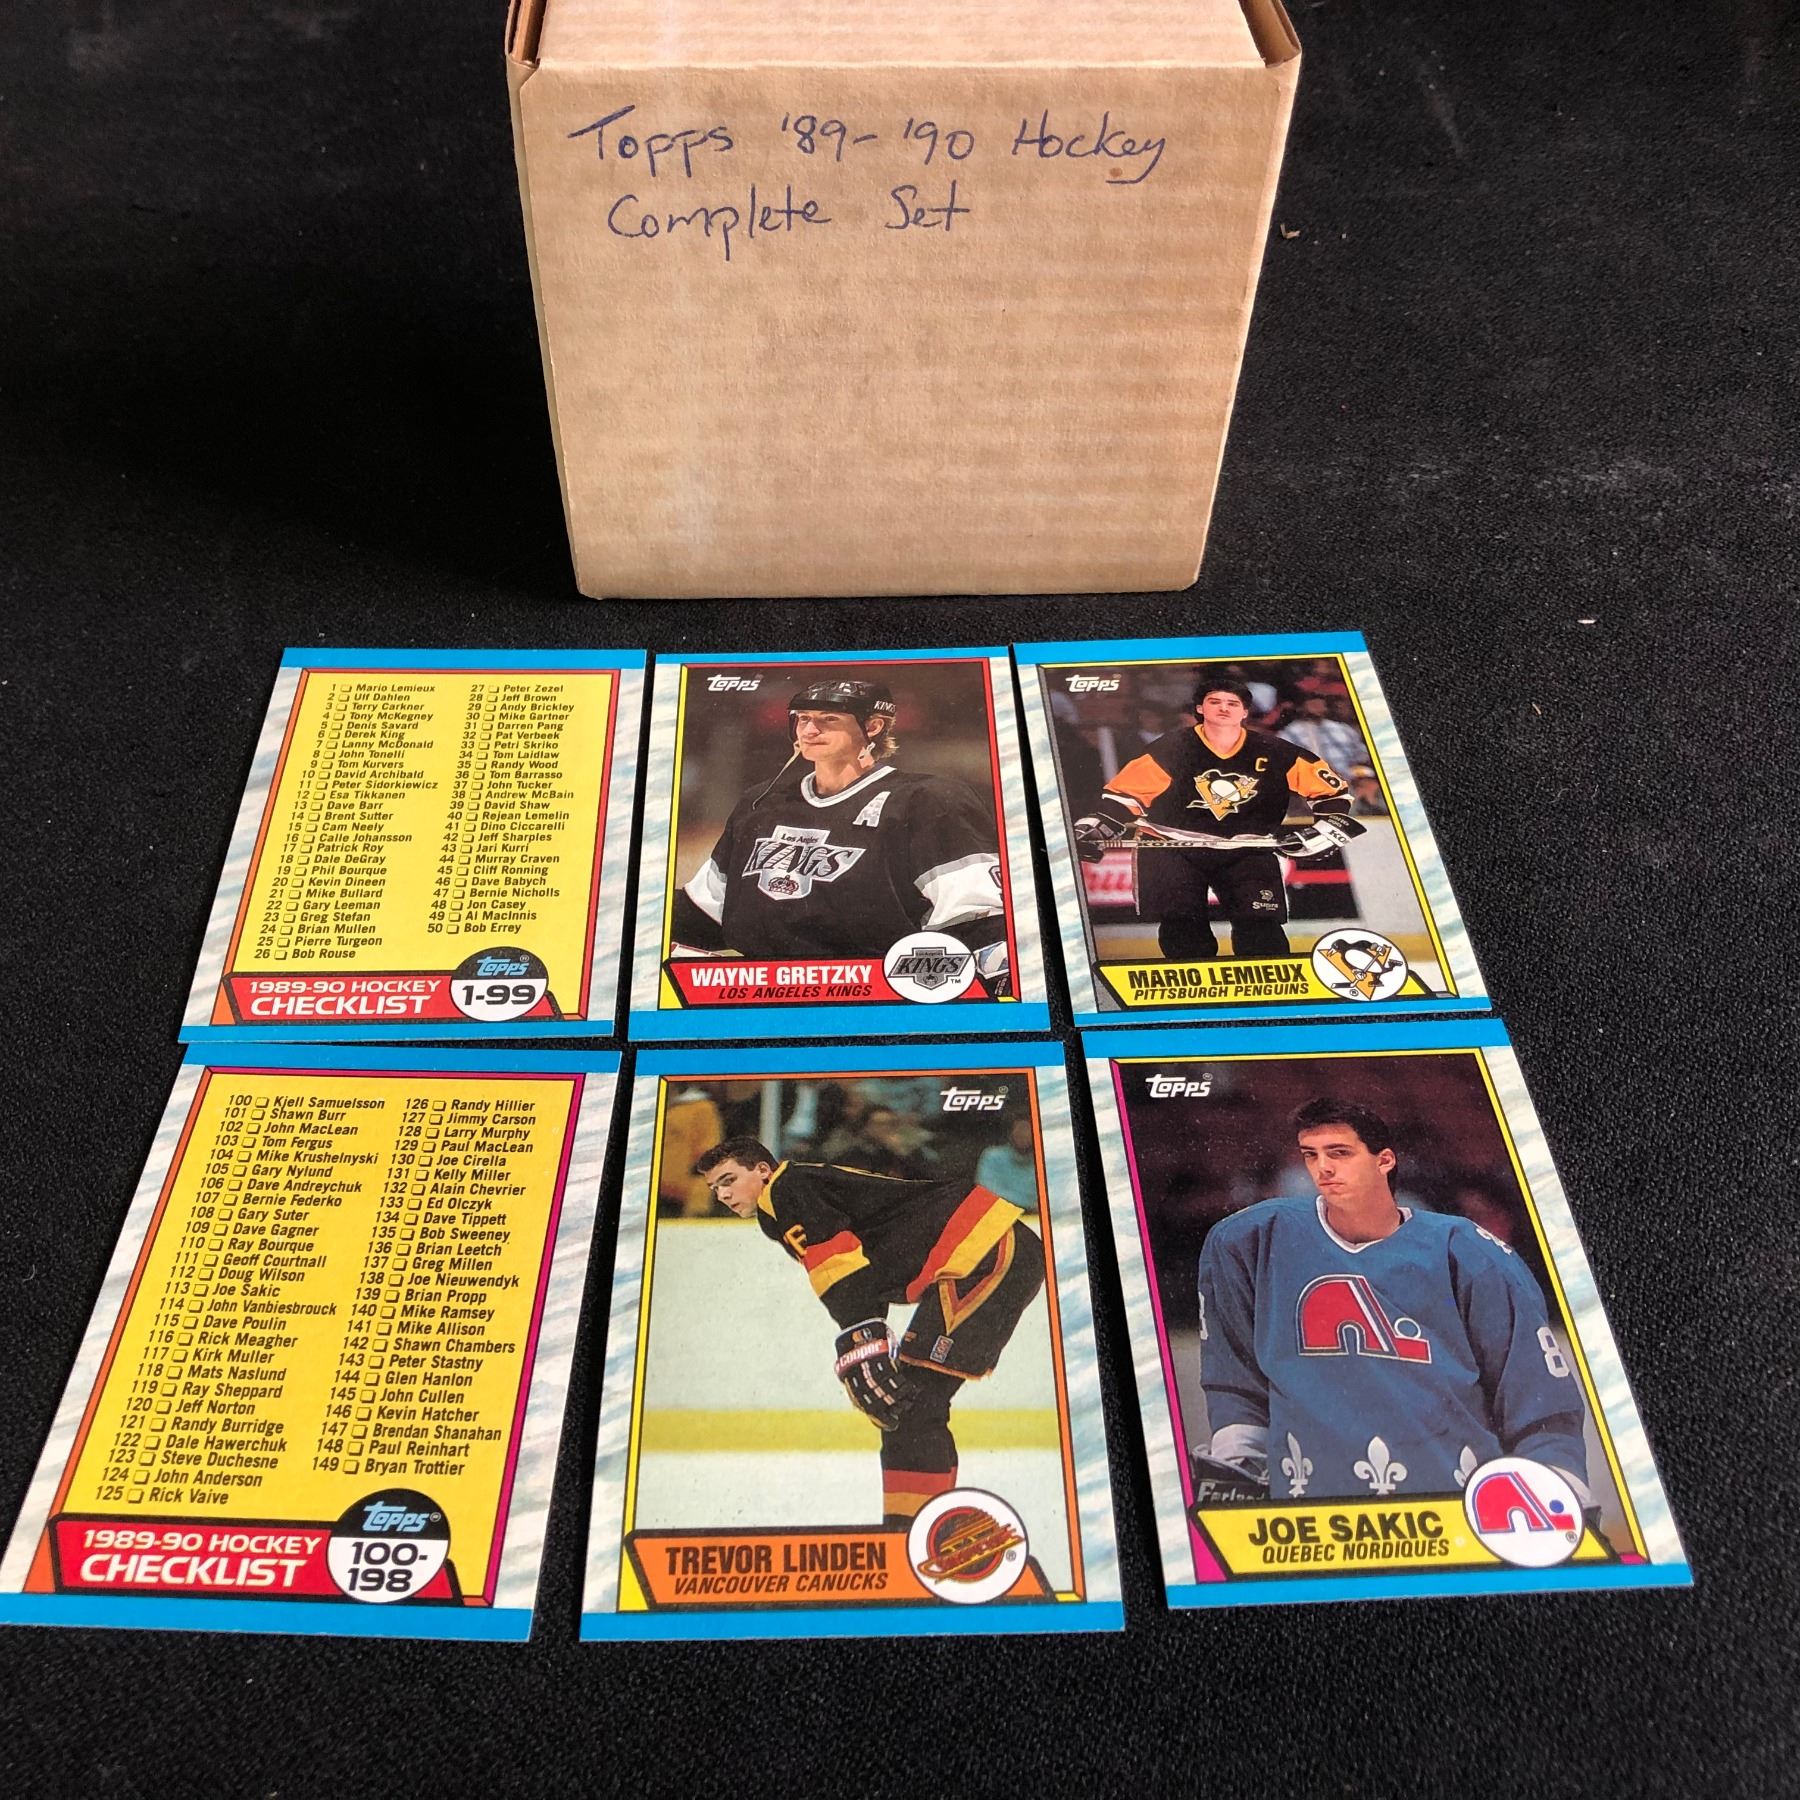 Topps '89-'90 Hockey
Complete Set
1 Mario Lemieux
2 Ulf Dahlen
3 Terry Carkner
4 Tony McKegney
5 Denis Savard
6 Derek King
7 Lanny McDonald
8 John Tonelli
9 Tom Kurvers
10 David Archibald
11 Peter Sidorkiewicz
12 Esa Tikkanen
13 Dave Barr
14 Brent Sutter
15 Cam Neely
16 Calle Johansson
17 Patrick Roy
18 Dale DeGray
19 Phil Bourque
20 Kevin Dineen
21 Mike Bullard
22 Gary Leeman
23 Greg Stefan
24 Brian Mullen
25 Pierre Turgeon
26 Bob Rouse
27 Peter Zezel
28 Jeff Brown
29 Andy Brickley
30 Mike Gartner
31 Darren Pang
32 Pat Verbeek
33 Petri Skriko
34 Tom Laidlaw
35 Randy Wood
36 Tom Barrasso
37 John Tucker
38 Andrew McBain
39 David Shaw
40 Rejean Lemelin
41 Dino Ciccarelli
42 Jeff Sharples
43 Jari Kurri
44 Murray Craven
45 Cliff Ronning
46 Dave Babych
47 Bernie Nicholls
48 Jon Casey
49 Al MacInnis
50 Bob Errey
Topps®
1989-90 HOCKEY
CHECKLIST
1-99
Topps®
KINGS
A
Los Angeles
KINGS
WAYNE GRETZKY
LOS ANGELES KINGS
KINGS
TM
Topps®
C
6
KOHO
MARIO LEMIEUX
PITTSBURGH PENGUINS
®
100 Kjell Samuelsson
101 Shawn Burr
102 John MacLean
103 Tom Fergus
104 Mike Krushelnyski
105 Gary Nylund
106 Dave Andreychuk
107 Bernie Federko
108 Gary Suter
109 Dave Gagner
110 Ray Bourque
111 Geoff Courtnall
112 Doug Wilson
113 Joe Sakic
114 John Vanbiesbrouck
115 Dave Poulin
116 Rick Meagher
117 Kirk Muller
118 Mats Naslund
119 Ray Sheppard
120 Jeff Norton
121 Randy Burridge
122 Dale Hawerchuk
123 Steve Duchesne
124 John Anderson
125 Rick Vaive
126 Randy Hillier
127 Jimmy Carson
128 Larry Murphy
129 Paul MacLean
130 Joe Cirella
131 Kelly Miller
132 Alain Chevrier
133 Ed Olczyk
134 Dave Tippett
135 Bob Sweeney
136 Brian Leetch
137 Greg Millen
138 Joe Nieuwendyk
139 Brian Propp
140 Mike Ramsey
141 Mike Allison
142 Shawn Chambers
143 Peter Stastny
144 Glen Hanlon
145 John Cullen
146 Kevin Hatcher
147 Brendan Shanahan
148 Paul Reinhart
149 Bryan Trottier
Topps®
1989-90 HOCKEY
CHECKLIST
100-
198
Topps®
Cooper
TREVOR LINDEN
VANCOUVER CANUCKS
CANUCKS
®
Topps®
8
8
JOE SAKIC
QUEBEC NORDIQUES
®